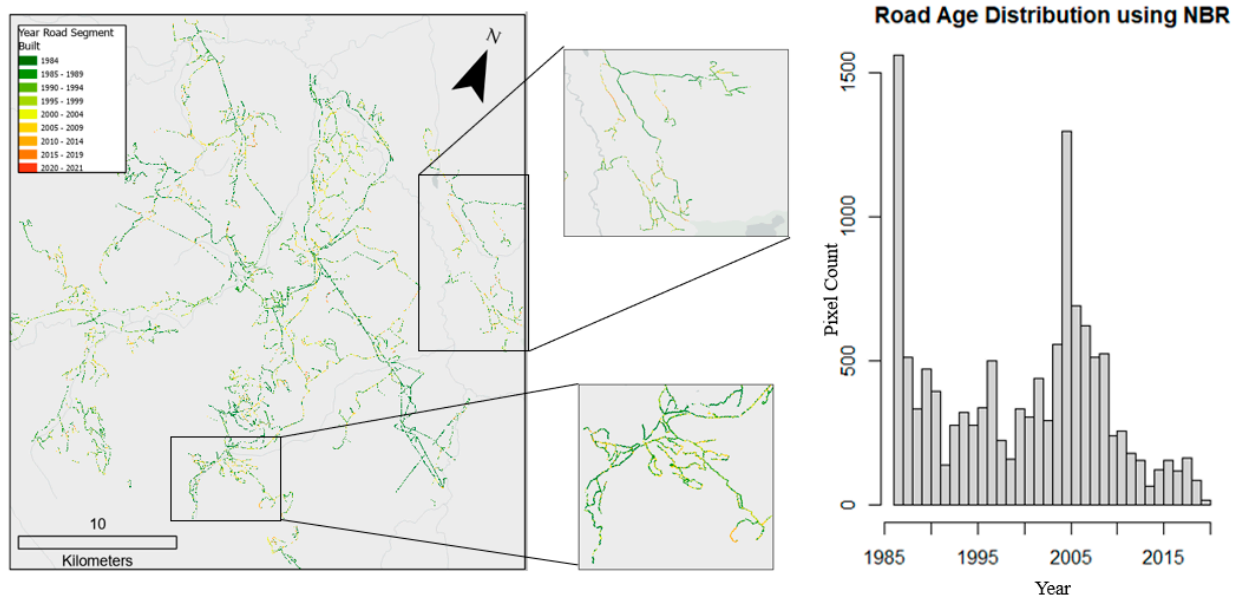 Year Road Segment
Built
1984
1985 - 1989
1990 - 1994
1995 - 1999
2000 - 2004
2005 - 2009
2010 - 2014
2015 - 2019
2020 - 2021
N
10
Kilometers
Road Age Distribution using NBR
Pixel Count
1500
1000
500
0
1985
1995
2005
2015
Year